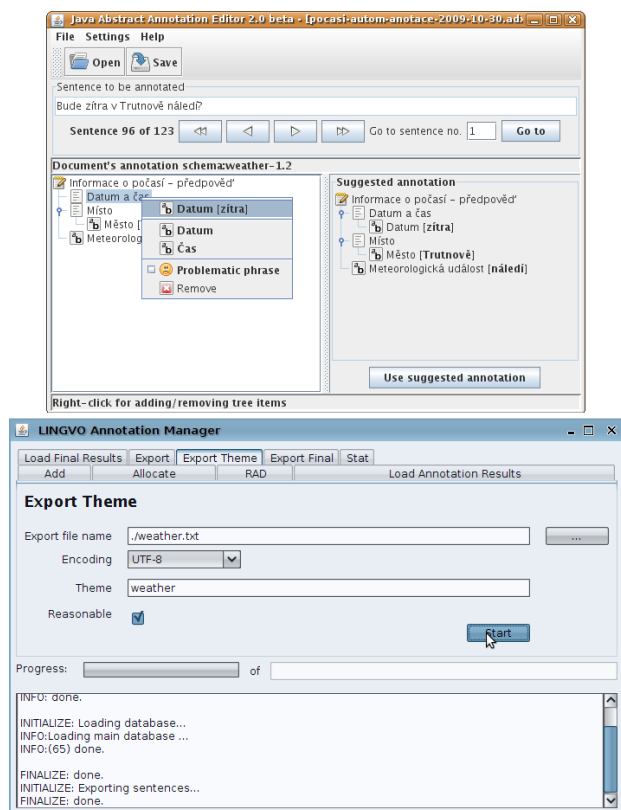 Java Abstract Annotation Editor 2.0 beta - [pocasi-autom-anotace-2009-10-30.adx
File Settings Help
Open Save
Sentence to be annotated
Bude zítra v Trutnově náledí?
Sentence 96 of 123 Go to sentence no. 1 Go to
Document's annotation schema:weather-1.2
Informace o počasí – předpověď
Datum a čas
Místo
Město [
Meteorolog
Datum [zítra]
Datum
Čas
Problematic phrase
Remove
Suggested annotation
Informace o počasí – předpověď
Datum a čas
Datum [zítra]
Místo
Město [Trutnově]
Meteorologická událost [náledí]
Use suggested annotation
Right-click for adding/removing tree items
LINGVO Annotation Manager
Load Final Results Export Export Theme Export Final Stat
Add Allocate RAD Load Annotation Results
Export Theme
Export file name ./weather.txt ...
Encoding UTF-8
Theme weather
Reasonable
Start
Progress: of
INFO: done.
INITIALIZE: Loading database...
INFO:Loading main database ...
INFO:(65) done.
FINALIZE: done.
INITIALIZE: Exporting sentences...
FINALIZE: done.